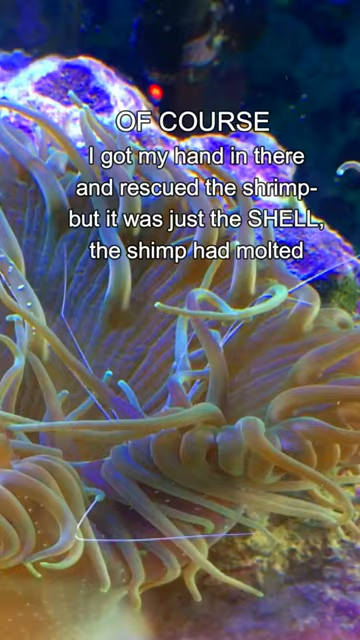 OF COURSE
I got my hand in there
and rescued the shrimp-
but it was just the SHELL,
the shimp had molted